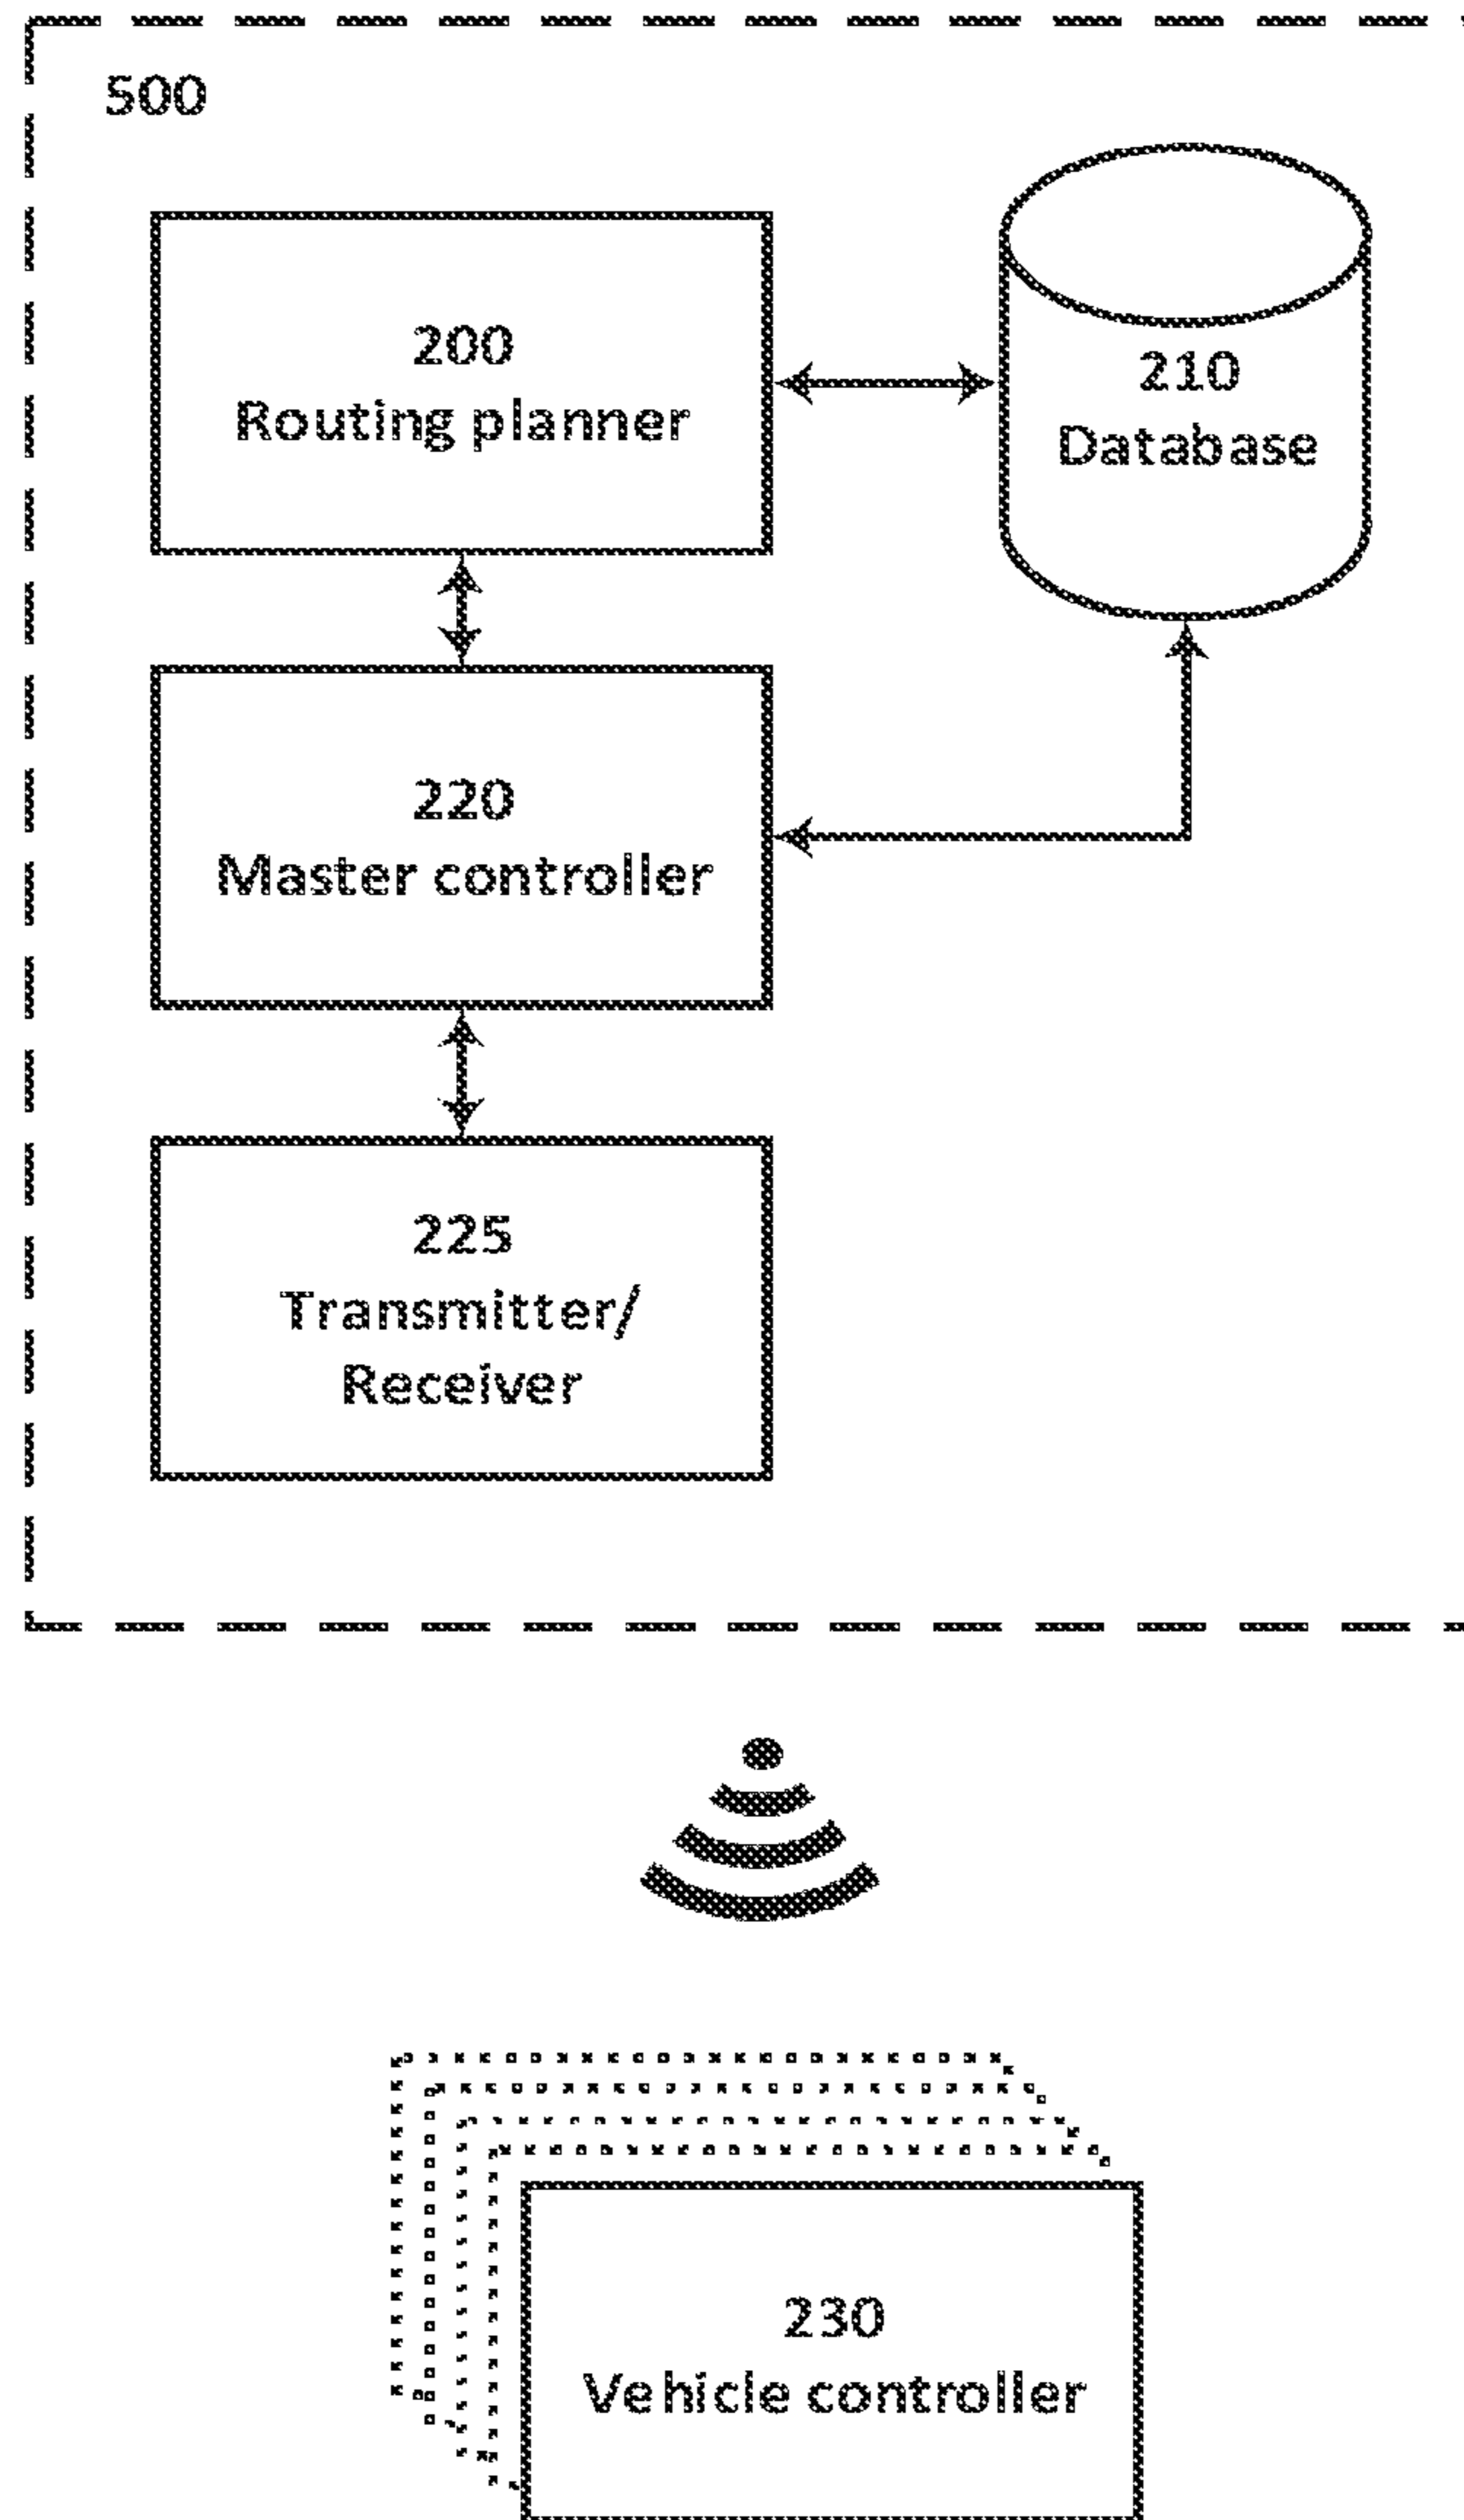 500
200
Routing planner
210
Database
220
Master controller
225
Transmitter/
Receiver
230
Vehicle controller